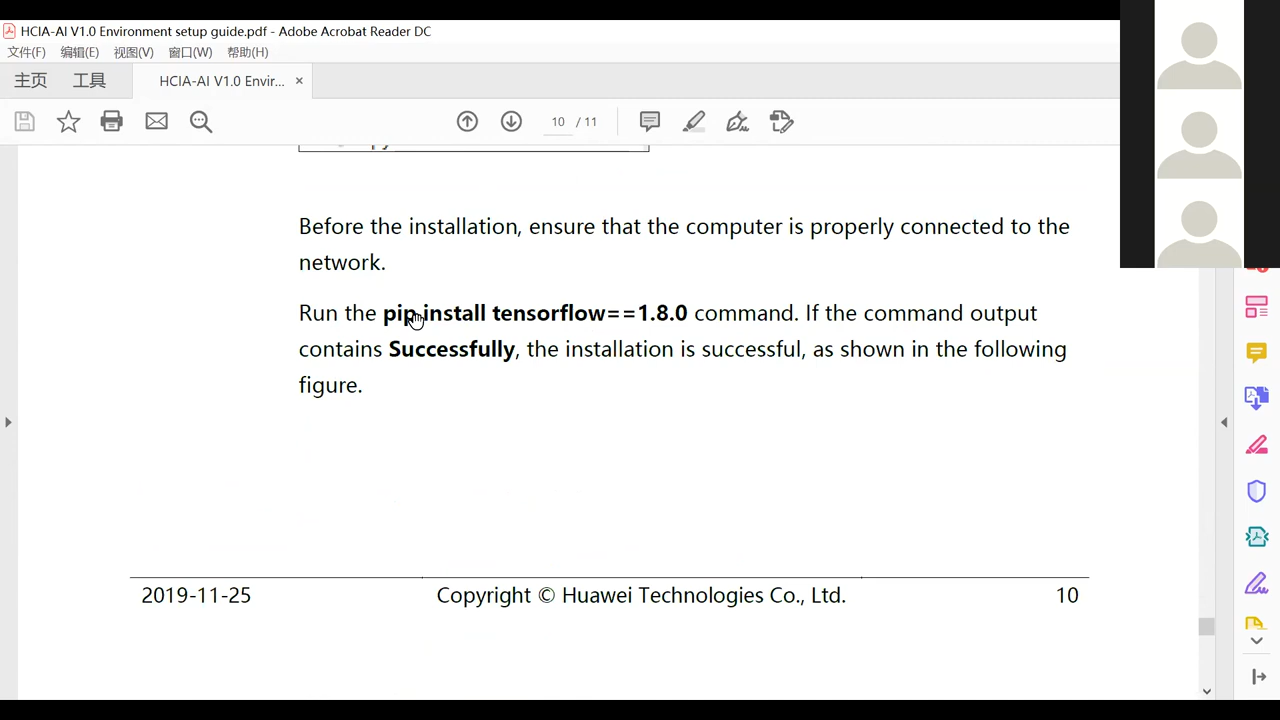 HCIA-AI V1.0 Environment setup guide.pdf - Adobe Acrobat Reader DC
文件(F) 编辑(E) 视图(V) 窗口(W) 帮助(H)
主页 工具 HCIA-AI V1.0 Envir... ×
10 / 11
Before the installation, ensure that the computer is properly connected to the
network.
Run the pip install tensorflow==1.8.0 command. If the command output
contains Successfully, the installation is successful, as shown in the following
figure.
2019-11-25 Copyright © Huawei Technologies Co., Ltd. 10